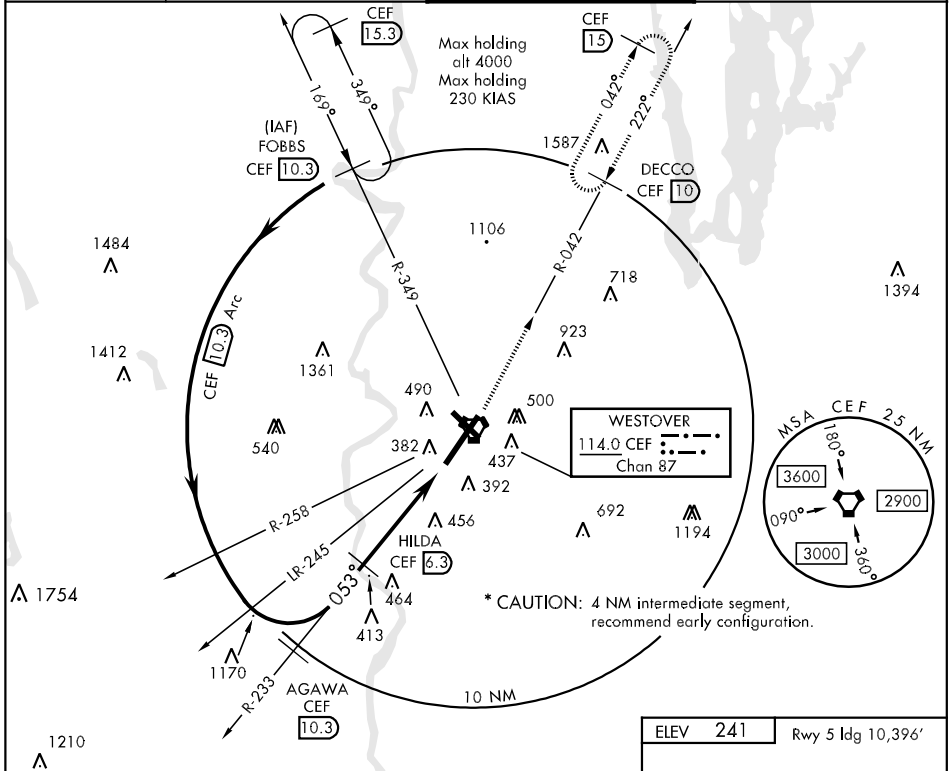 CEF
15.3
CEF
15
Max holding
alt 4000
Max holding
230 KIAS
169°
349°
042°
222°
(IAF)
FOBBS
CEF 10.3
1587
DECCO
CEF 10
1106
R-349
R-042
1484
718
1394
CEF 10.3 Arc
923
1412
1361
490
500
540
382
437
WESTOVER
114.0 CEF
Chan 87
MSA CEF 25 NM
180°
3600
2900
090°
3000
360°
392
R-258
456
692
1194
LR-245
HILDA
CEF 6.3
053°
464
1754
* CAUTION: 4 NM intermediate segment,
recommend early configuration.
413
1170
R-233
AGAWA
CEF
10.3
10 NM
1210
ELEV 241
Rwy 5 ldg 10,396'